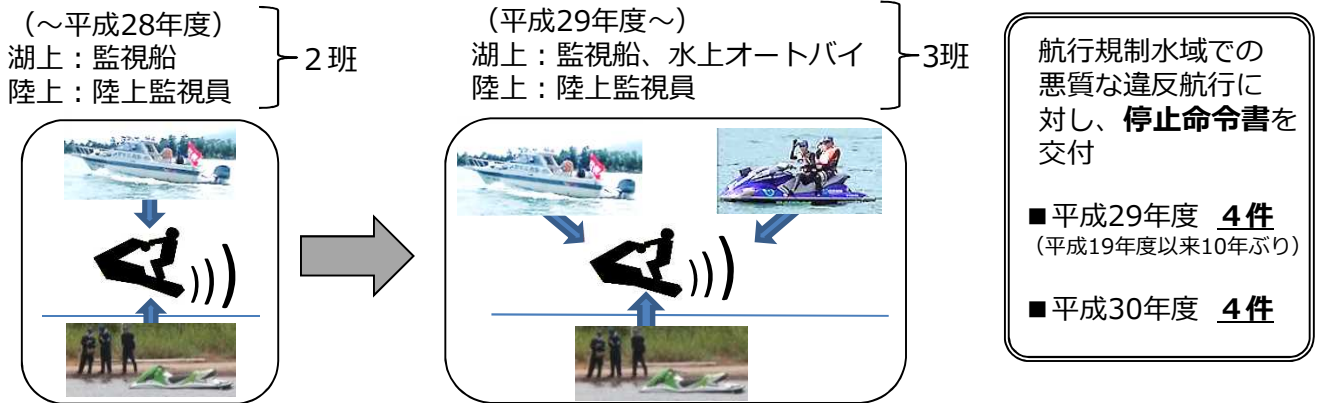 (~平成28年度)
湖上:監視船
陸上:陸上監視員
2班
(平成29年度~)
湖上:監視船、水上オートバイ
陸上:陸上監視員
3班
航行規制水域での
悪質な違反航行に
対し、停止命令書を
交付
■平成29年度 4件
(平成19年度以来10年ぶり)
■平成30年度 4件